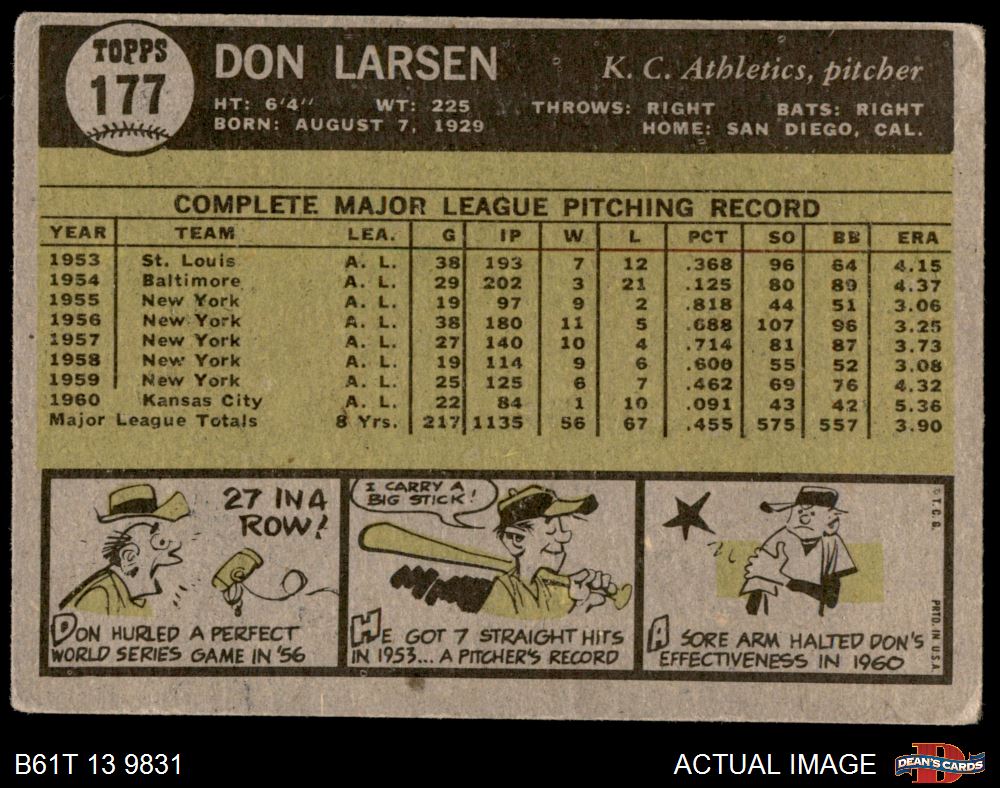 TOPPS
177
DON LARSEN
K. C. Athletics, pitcher
HT: 6'4" WT: 225 THROWS: RIGHT BATS: RIGHT
BORN: AUGUST 7, 1929 HOME: SAN DIEGO, CAL.
COMPLETE MAJOR LEAGUE PITCHING RECORD
YEAR TEAM LEA. G IP W L PCT SO BB ERA
1953 St. Louis A. L. 38 193 7 12 .368 96 64 4.15
1954 Baltimore A. L. 29 202 3 21 .125 80 89 4.37
1955 New York A. L. 19 97 9 2 .818 44 51 3.06
1956 New York A. L. 38 180 11 5 .688 107 96 3.25
1957 New York A. L. 27 140 10 4 .714 81 87 3.73
1958 New York A. L. 19 114 9 6 .600 55 52 3.08
1959 New York A. L. 25 125 6 7 .462 69 76 4.32
1960 Kansas City A. L. 22 84 1 10 .091 43 42 5.36
Major League Totals 8 Yrs. 217 1135 56 67 .455 575 557 3.90
27 IN A
ROW!
DON HURLED A PERFECT
WORLD SERIES GAME IN '56
I CARRY A
BIG STICK!
HE GOT 7 STRAIGHT HITS
IN 1953... A PITCHER'S RECORD
A SORE ARM HALTED DON'S
EFFECTIVENESS IN 1960
© T. C. G.
PRTD. IN U.S.A.
B61T 13 9831
ACTUAL IMAGE
D
DEAN'S CARDS